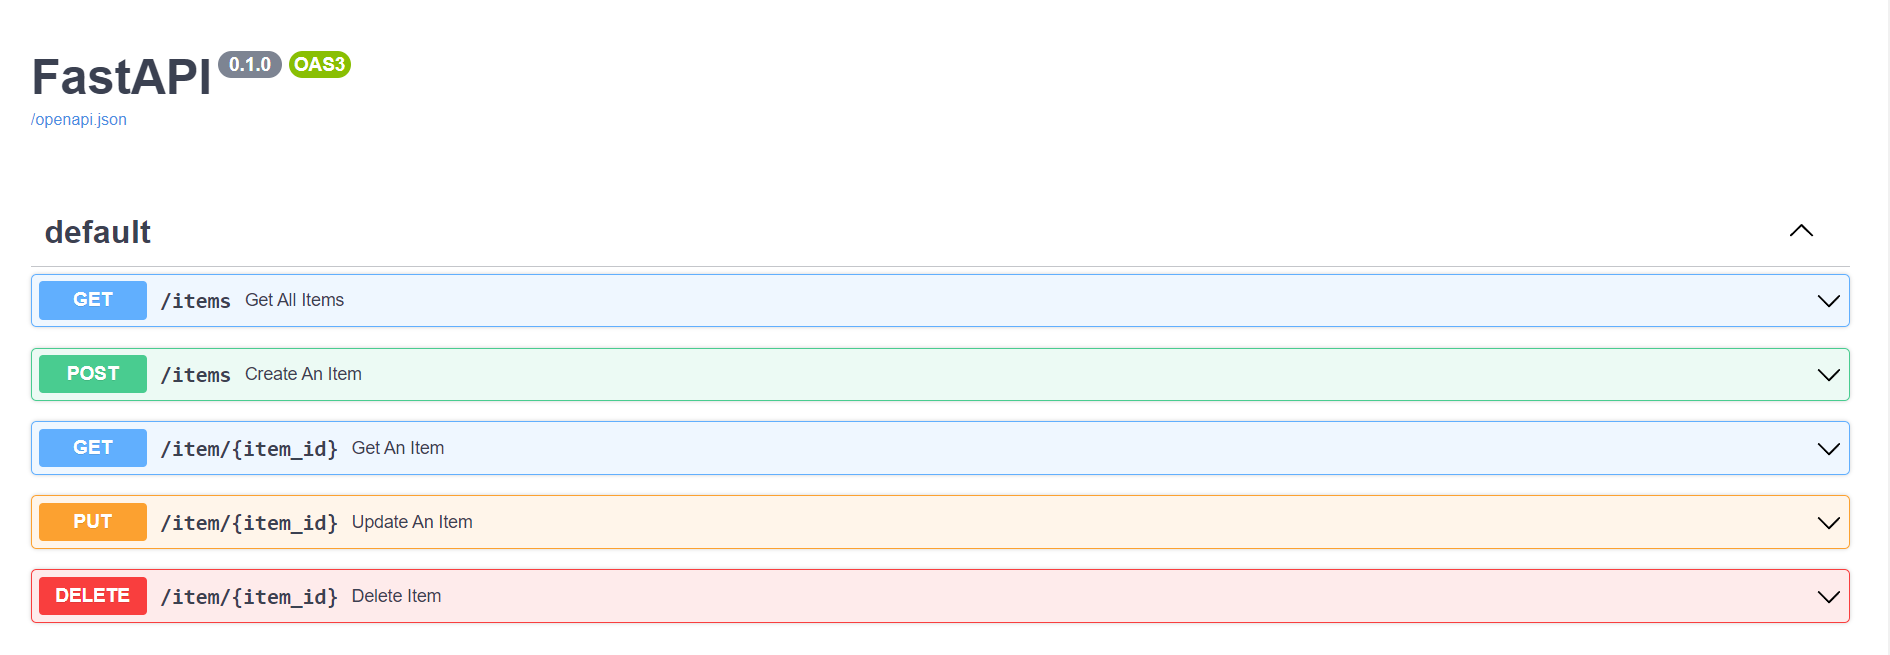 FastAPI 0.1.0 OAS3
/openapi.json
default
GET /items Get All Items
POST /items Create An Item
GET /item/{item_id} Get An Item
PUT /item/{item_id} Update An Item
DELETE /item/{item_id} Delete Item